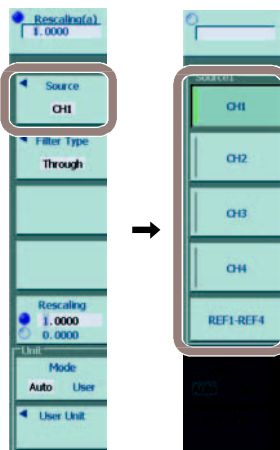 Rescaling(a)
1.0000
Source
CH1
Filter Type
Through
Rescaling
1.0000
0.0000
Unit
Mode
Auto User
User Unit
Source1
CH1
CH2
CH3
CH4
REF1-REF4